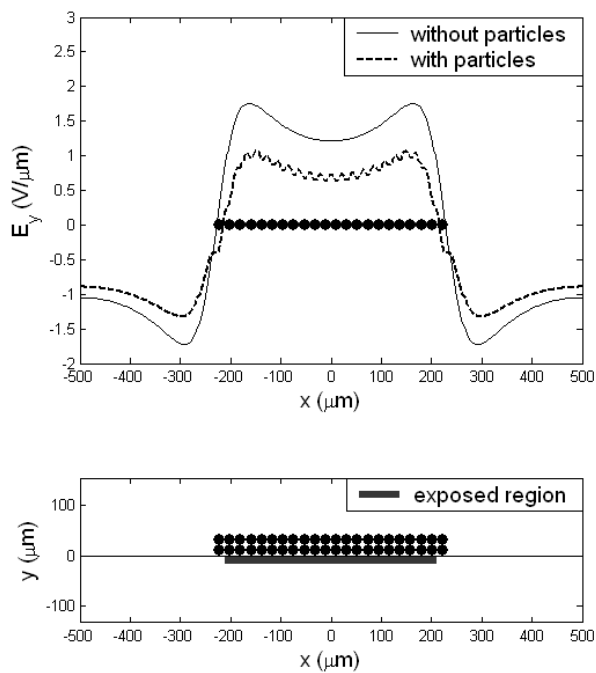 without particles
with particles
3
2.5
2
1.5
1
0.5
0
-0.5
-1
-1.5
-2
E_y (V/μm)
-500 -400 -300 -200 -100 0 100 200 300 400 500
x (μm)
exposed region
100
0
-100
y (μm)
-500 -400 -300 -200 -100 0 100 200 300 400 500
x (μm)